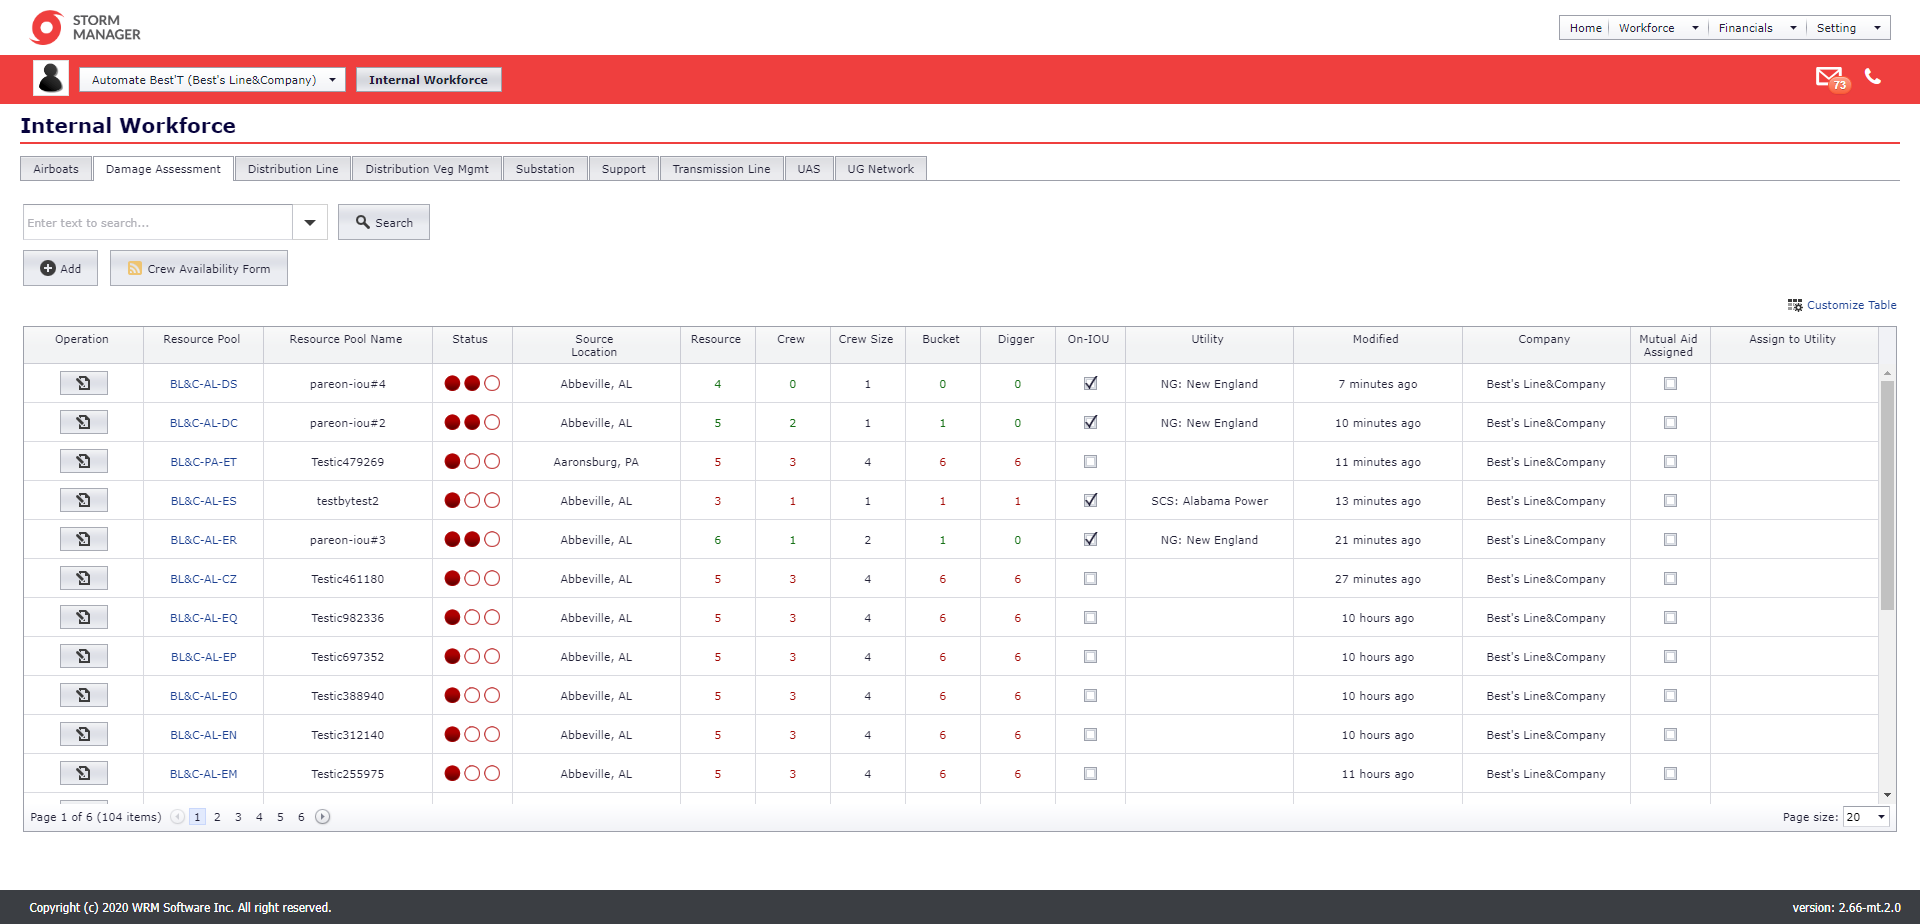 STORM
MANAGER
Home Workforce Financials Setting
Automate Best'T (Best's Line&Company) Internal Workforce 73
Internal Workforce
Airboats Damage Assessment Distribution Line Distribution Veg Mgmt Substation Support Transmission Line UAS UG Network
Enter text to search... Search
Add Crew Availability Form
Customize Table
Operation Resource Pool Resource Pool Name Status Source Location Resource Crew Crew Size Bucket Digger On-IOU Utility Modified Company Mutual Aid Assigned Assign to Utility
BL&C-AL-DS pareon-iou#4 Abbeville, AL 4 0 1 0 0 NG: New England 7 minutes ago Best's Line&Company
BL&C-AL-DC pareon-iou#2 Abbeville, AL 5 2 1 1 0 NG: New England 10 minutes ago Best's Line&Company
BL&C-PA-ET Testic479269 Aaronsburg, PA 5 3 4 6 6 11 minutes ago Best's Line&Company
BL&C-AL-ES testbytest2 Abbeville, AL 3 1 1 1 1 SCS: Alabama Power 13 minutes ago Best's Line&Company
BL&C-AL-ER pareon-iou#3 Abbeville, AL 6 1 2 1 0 NG: New England 21 minutes ago Best's Line&Company
BL&C-AL-CZ Testic461180 Abbeville, AL 5 3 4 6 6 27 minutes ago Best's Line&Company
BL&C-AL-EQ Testic982336 Abbeville, AL 5 3 4 6 6 10 hours ago Best's Line&Company
BL&C-AL-EP Testic697352 Abbeville, AL 5 3 4 6 6 10 hours ago Best's Line&Company
BL&C-AL-EO Testic388940 Abbeville, AL 5 3 4 6 6 10 hours ago Best's Line&Company
BL&C-AL-EN Testic312140 Abbeville, AL 5 3 4 6 6 10 hours ago Best's Line&Company
BL&C-AL-EM Testic255975 Abbeville, AL 5 3 4 6 6 11 hours ago Best's Line&Company
Page 1 of 6 (104 items) 1 2 3 4 5 6 Page size: 20
Copyright (c) 2020 WRM Software Inc. All right reserved. version: 2.66-mt.2.0